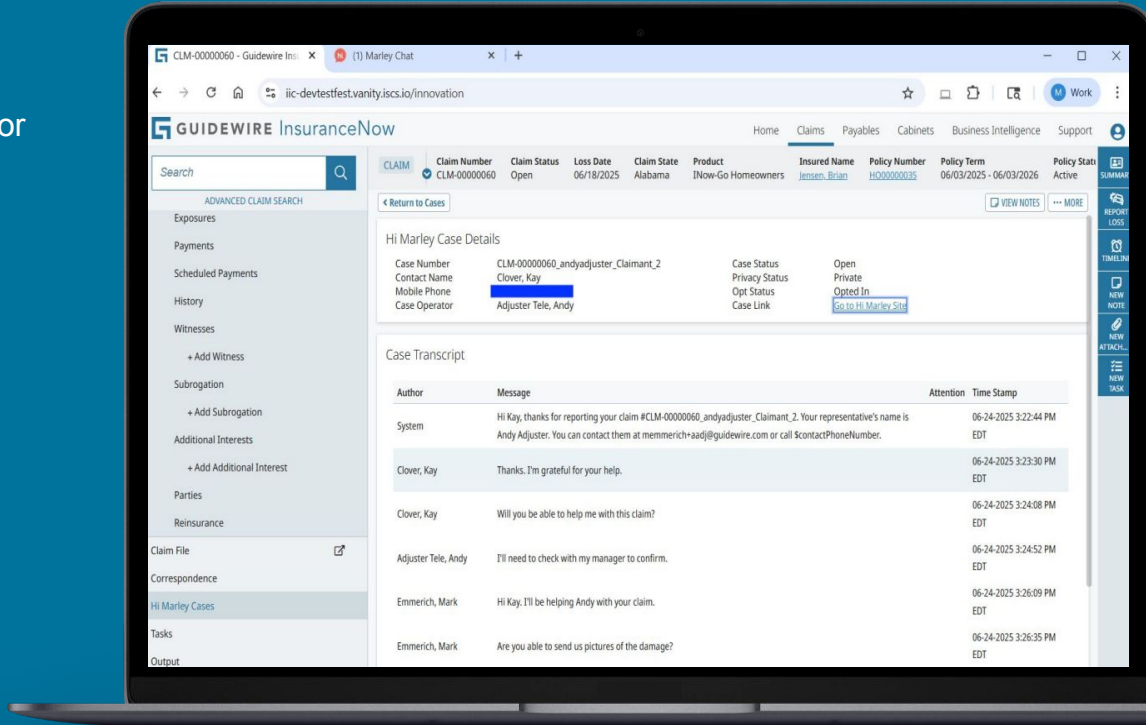 or
CLM-00000060 - Guidewire Ins
(1) Marley Chat
iic-devtestfest.vanity.iscs.io/innovation
M Work
GUIDEWIRE InsuranceNow
Home Claims Payables Cabinets Business Intelligence Support
Search
ADVANCED CLAIM SEARCH
Exposures
Payments
Scheduled Payments
History
Witnesses
+ Add Witness
Subrogation
+ Add Subrogation
Additional Interests
+ Add Additional Interest
Parties
Reinsurance
Claim File
Correspondence
Hi Marley Cases
Tasks
Output
CLAIM
Claim Number Claim Status Loss Date Claim State Product Insured Name Policy Number Policy Term Policy Statu
CLM-00000060 Open 06/18/2025 Alabama INow-Go Homeowners Jensen, Brian HO00000035 06/03/2025 - 06/03/2026 Active
Return to Cases
VIEW NOTES
MORE
Hi Marley Case Details
Case Number CLM-00000060_andyadjuster_Claimant_2 Case Status Open
Contact Name Clover, Kay Privacy Status Private
Mobile Phone Opt Status Opted In
Case Operator Adjuster Tele, Andy Case Link Go to Hi Marley Site
Case Transcript
Author Message Attention Time Stamp
System
Hi Kay, thanks for reporting your claim #CLM-00000060_andyadjuster_Claimant_2. Your representative's name is
Andy Adjuster. You can contact them at memmerich+aadj@guidewire.com or call $contactPhoneNumber.
06-24-2025 3:22:44 PM
EDT
Clover, Kay Thanks. I'm grateful for your help. 06-24-2025 3:23:30 PM
EDT
Clover, Kay Will you be able to help me with this claim? 06-24-2025 3:24:08 PM
EDT
Adjuster Tele, Andy I'll need to check with my manager to confirm. 06-24-2025 3:24:52 PM
EDT
Emmerich, Mark Hi Kay. I'll be helping Andy with your claim. 06-24-2025 3:26:09 PM
EDT
Emmerich, Mark Are you able to send us pictures of the damage? 06-24-2025 3:26:35 PM
EDT
SUMMAR
REPORT
LOSS
TIMELINE
NEW
NOTE
NEW
ATTACH...
NEW
TASK